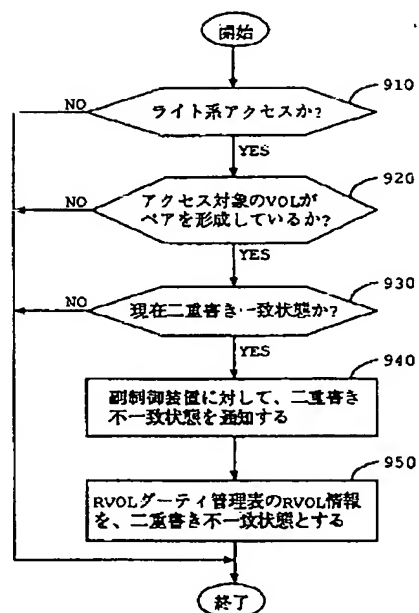 開始
910
ライト系アクセスか?
NO
YES
920
アクセス対象のVOLが
ペアを形成しているか?
NO
YES
930
現在二重書き一致状態か?
NO
YES
940
副制御装置に対して、二重書き
不一致状態を通知する
950
RVOLダーティ管理表のRVOL情報
を、二重書き不一致状態とする
終了